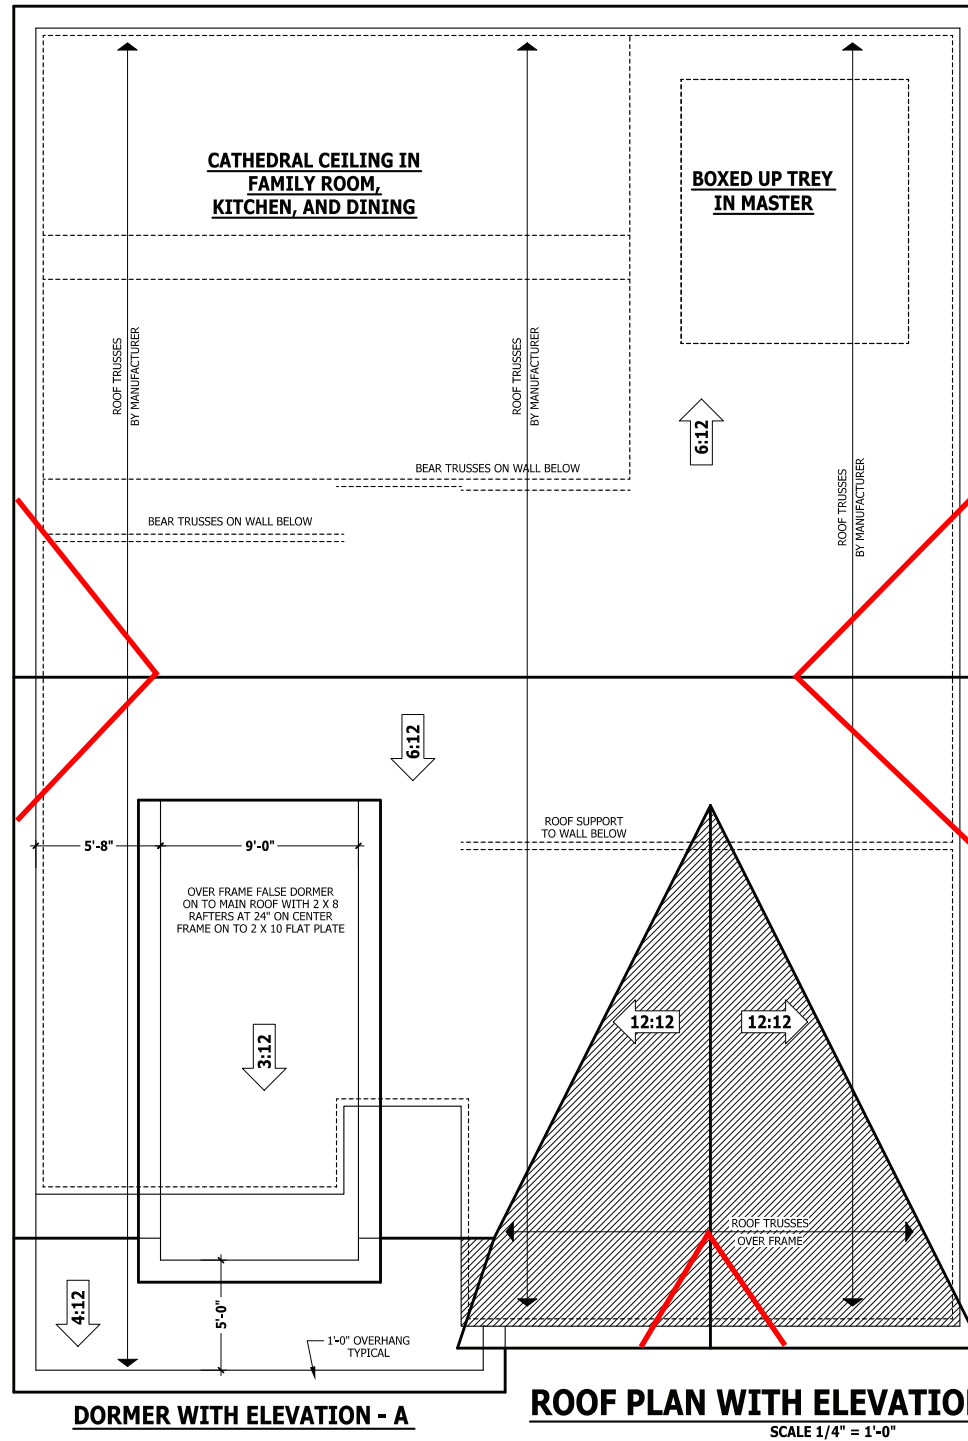 CATHEDRAL CEILING IN
FAMILY ROOM,
KITCHEN, AND DINING
BOXED UP TREY
IN MASTER
ROOF TRUSSES
BY MANUFACTURER
ROOF TRUSSES
BY MANUFACTURER
6:12
BEAR TRUSSES ON WALL BELOW
ROOF TRUSSES
BY MANUFACTURER
BEAR TRUSSES ON WALL BELOW
6:12
ROOF SUPPORT
TO WALL BELOW
5'-8"
9'-0"
OVER FRAME FALSE DORMER
ON TO MAIN ROOF WITH 2 X 8
RAFTERS AT 24" ON CENTER
FRAME ON TO 2 X 10 FLAT PLATE
12:12
12:12
3:12
ROOF TRUSSES
OVER FRAME
4:12
5'-0"
1'-0" OVERHANG
TYPICAL
DORMER WITH ELEVATION - A
ROOF PLAN WITH ELEVATIO
SCALE 1/4" = 1'-0"